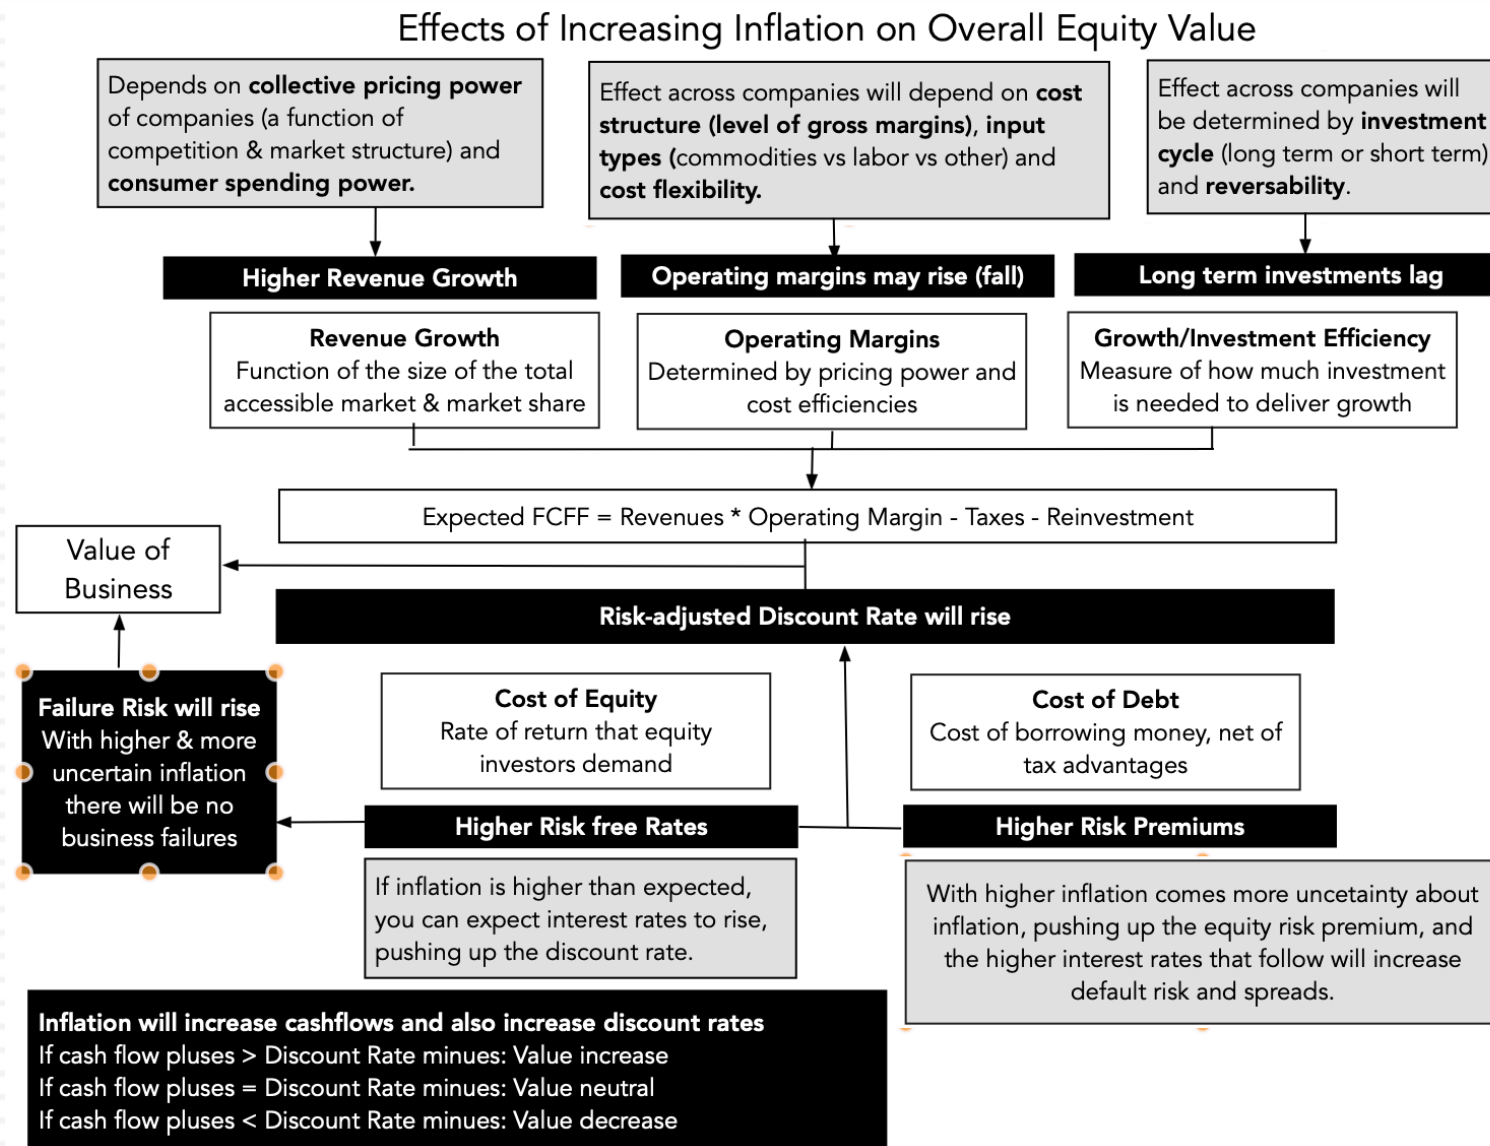 Effects of Increasing Inflation on Overall Equity Value
Depends on collective pricing power
of companies (a function of
competition & market structure) and
consumer spending power.
Effect across companies will depend on cost
structure (level of gross margins), input
types (commodities vs labor vs other) and
cost flexibility.
Effect across companies will
be determined by investment
cycle (long term or short term)
and reversability.
Higher Revenue Growth
Operating margins may rise (fall)
Long term investments lag
Revenue Growth
Function of the size of the total
accessible market & market share
Operating Margins
Determined by pricing power and
cost efficiencies
Growth/Investment Efficiency
Measure of how much investment
is needed to deliver growth
Expected FCFF = Revenues * Operating Margin - Taxes - Reinvestment
Value of
Business
Risk-adjusted Discount Rate will rise
Failure Risk will rise
With higher & more
uncertain inflation
there will be no
business failures
Cost of Equity
Rate of return that equity
investors demand
Cost of Debt
Cost of borrowing money, net of
tax advantages
Higher Risk free Rates
Higher Risk Premiums
If inflation is higher than expected,
you can expect interest rates to rise,
pushing up the discount rate.
With higher inflation comes more uncetainty about
inflation, pushing up the equity risk premium, and
the higher interest rates that follow will increase
default risk and spreads.
Inflation will increase cashflows and also increase discount rates
If cash flow pluses > Discount Rate minues: Value increase
If cash flow pluses = Discount Rate minues: Value neutral
If cash flow pluses < Discount Rate minues: Value decrease